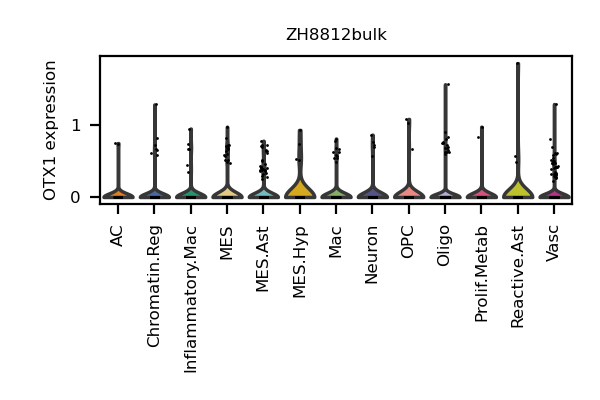 ZH8812bulk
OTX1 expression
1
0
AC
Chromatin.Reg
Inflammatory.Mac
MES
MES.Ast
MES.Hyp
Mac
Neuron
OPC
Oligo
Prolif.Metab
Reactive.Ast
Vasc